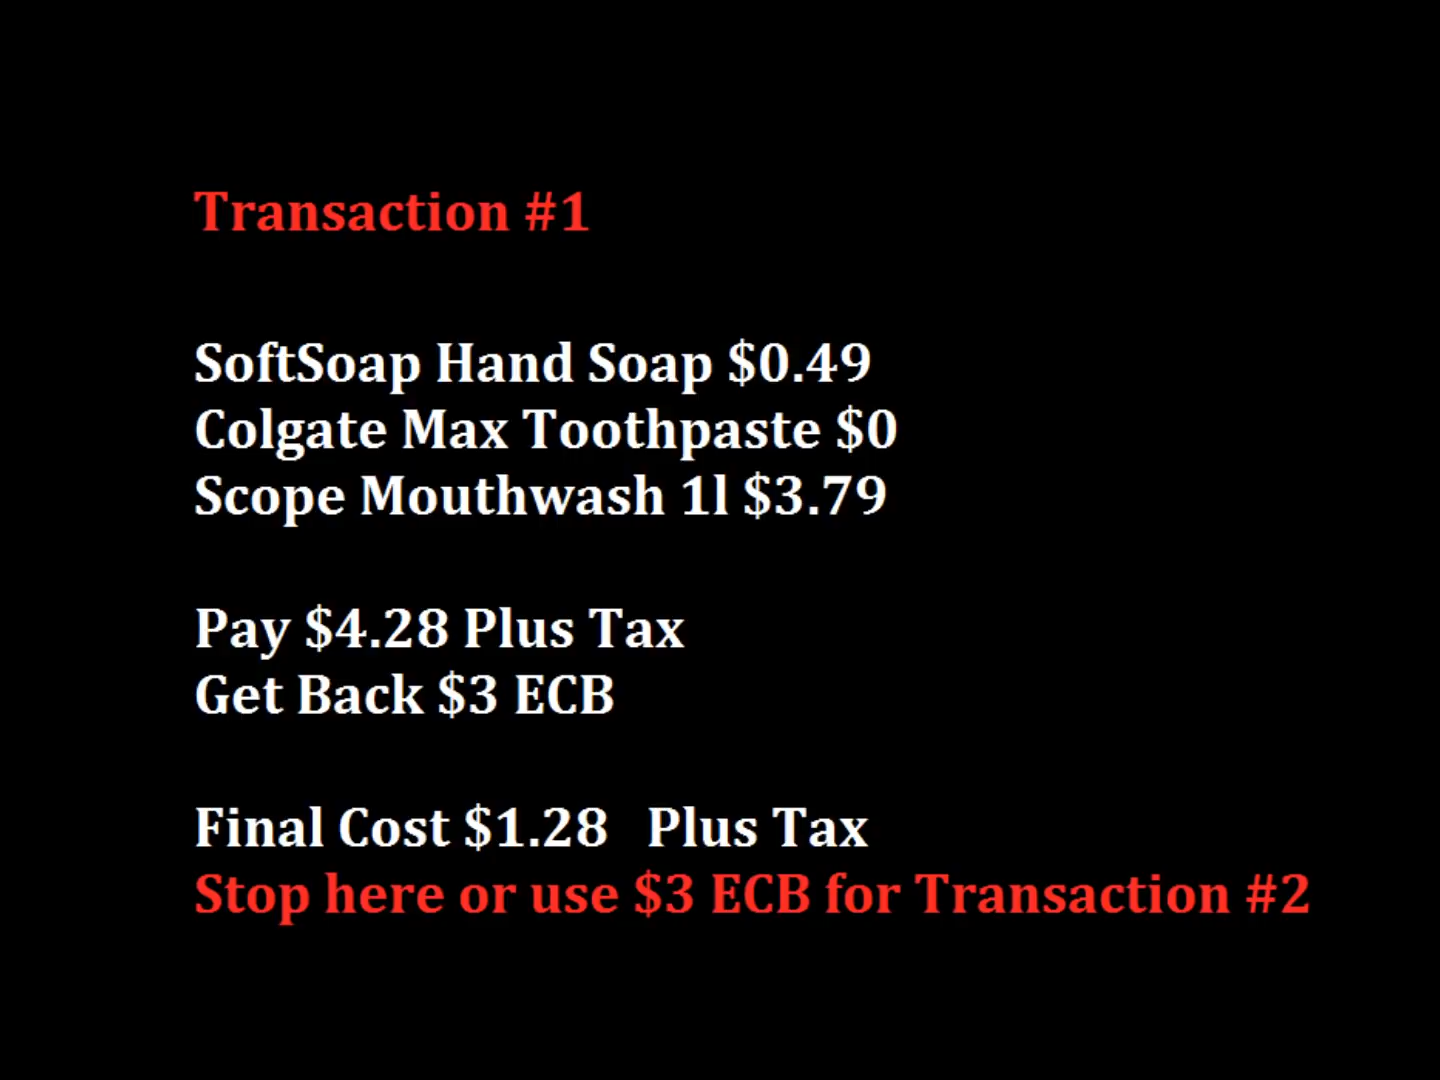 Transaction #1
SoftSoap Hand Soap $0.49
Colgate Max Toothpaste $0
Scope Mouthwash 1l $3.79
Pay $4.28 Plus Tax
Get Back $3 ECB
Final Cost $1.28 Plus Tax
Stop here or use $3 ECB for Transaction #2